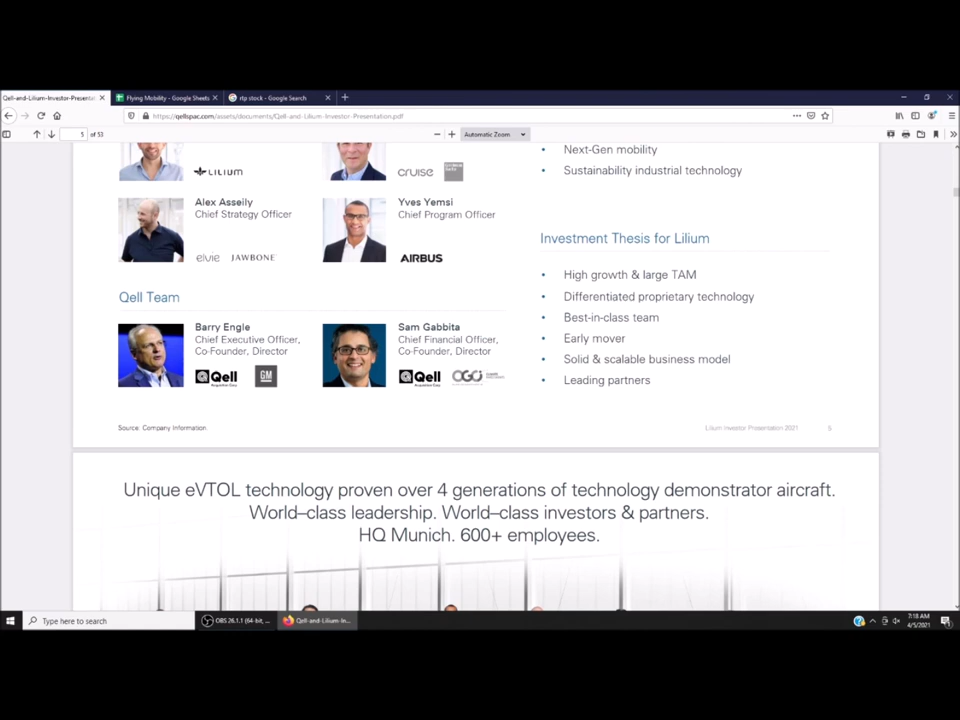 Qell-and-Lilium-Investor-Presentat
Flying Mobility - Google Sheets
rtp stock - Google Search
https://qellspac.com/assets/documents/Qell-and-Lilium-Investor-Presentation.pdf
5 of 53
Automatic Zoom
LILIUM
cruise
Next-Gen mobility
Sustainability industrial technology
Alex Asseily
Chief Strategy Officer
elvie JAWBONE
Yves Yemsi
Chief Program Officer
AIRBUS
Investment Thesis for Lilium
• High growth & large TAM
• Differentiated proprietary technology
• Best-in-class team
• Early mover
• Solid & scalable business model
• Leading partners
Qell Team
Barry Engle
Chief Executive Officer,
Co-Founder, Director
Qell
GM
Sam Gabbita
Chief Financial Officer,
Co-Founder, Director
Qell
OGCI
Source: Company Information.
Lilium Investor Presentation 2021 5
Unique eVTOL technology proven over 4 generations of technology demonstrator aircraft.
World–class leadership. World–class investors & partners.
HQ Munich. 600+ employees.
Type here to search
OBS 26.1.1 (64-bit, ...
Qell-and-Lilium-In...
7:18 AM
4/5/2021